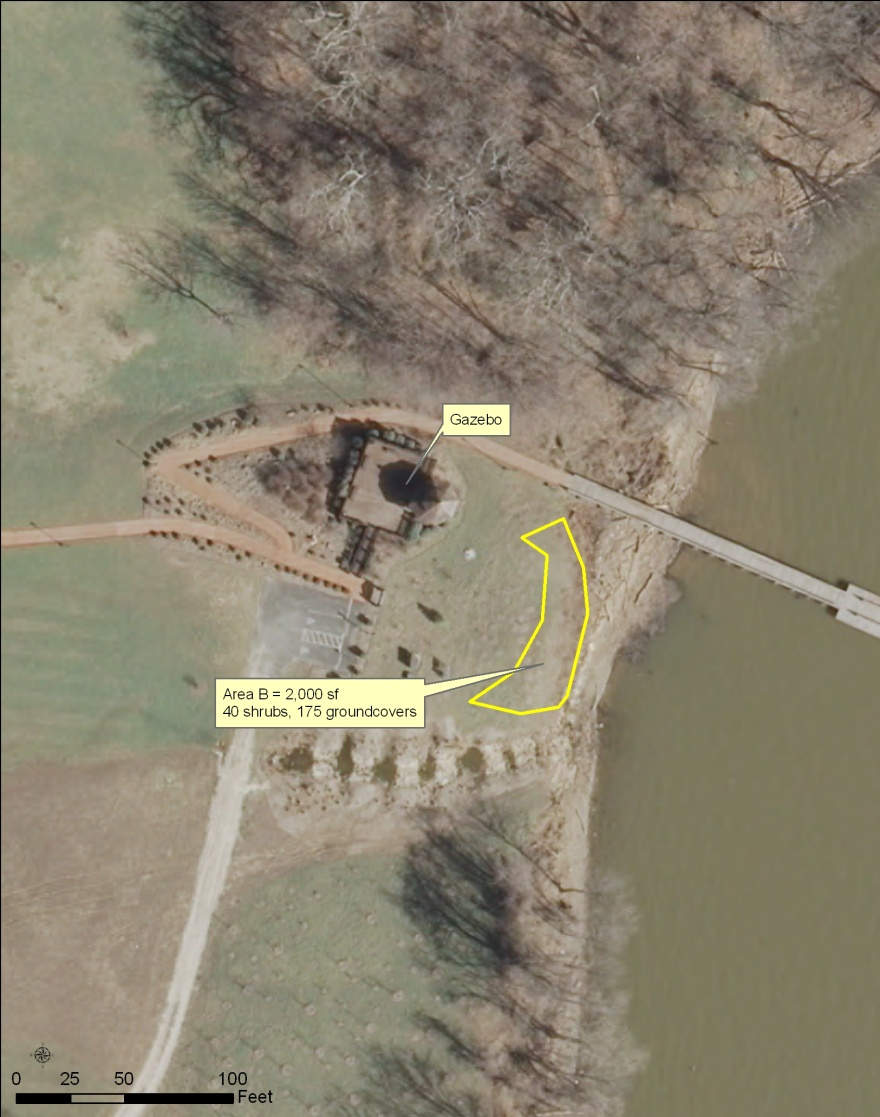 Gazebo
Area B = 2,000 sf
40 shrubs, 175 groundcovers
0 25 50 100
Feet